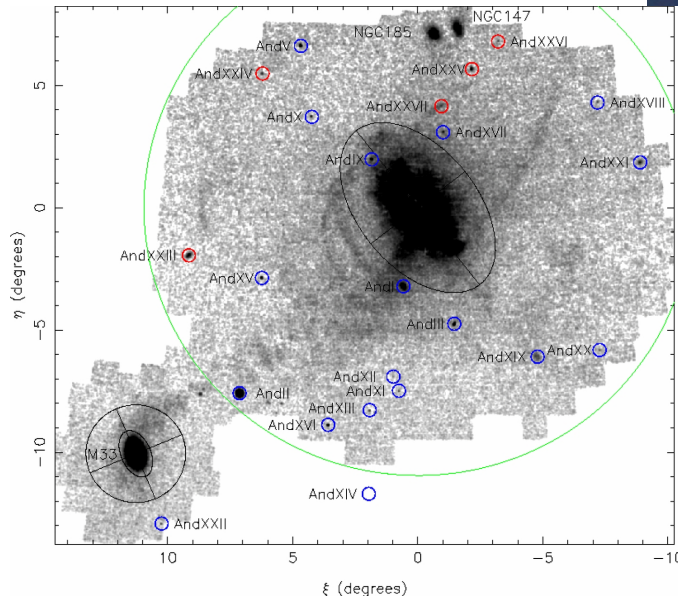 NGC147
NGC185
AndV
AndXXVI
AndXXIV
AndXXV
AndXXVII
AndXVIII
AndX
AndXVII
AndIX
AndXXI
AndXXIII
AndXV
AndI
AndIII
AndXIX
AndXX
AndXII
AndII
AndXI
AndXIII
AndXVI
M33
AndXIV
AndXXII
5
0
−5
−10
η (degrees)
10
5
0
−5
−10
ξ (degrees)